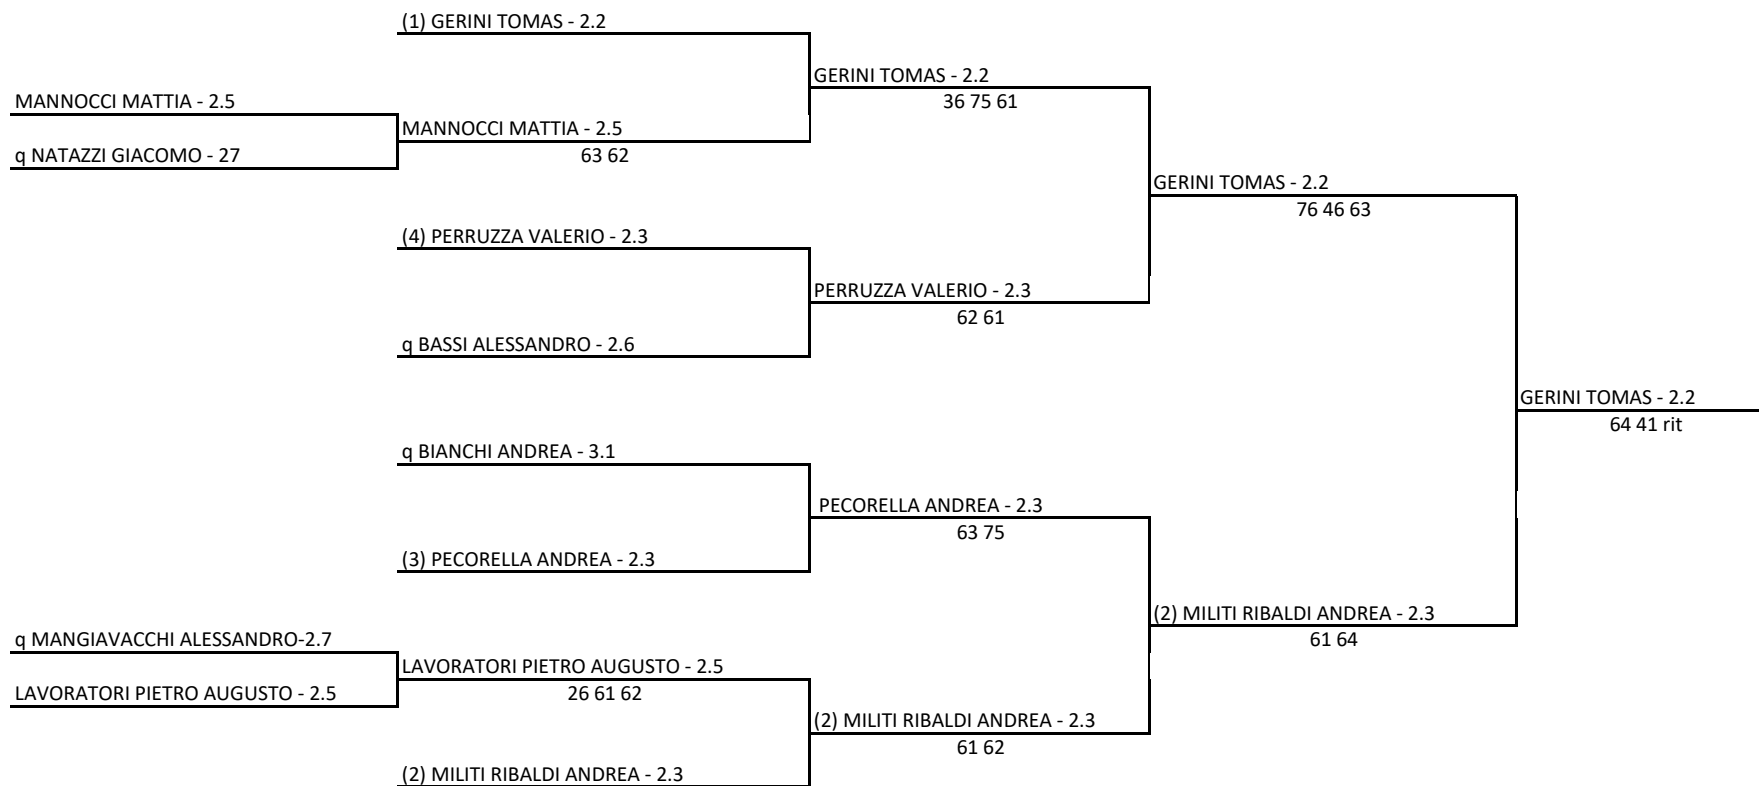 (1) GERINI TOMAS - 2.2
GERINI TOMAS - 2.2
36 75 61
MANNOCCI MATTIA - 2.5
MANNOCCI MATTIA - 2.5
63 62
q NATAZZI GIACOMO - 27
GERINI TOMAS - 2.2
76 46 63
(4) PERRUZZA VALERIO - 2.3
PERRUZZA VALERIO - 2.3
62 61
q BASSI ALESSANDRO - 2.6
GERINI TOMAS - 2.2
64 41 rit
q BIANCHI ANDREA - 3.1
PECORELLA ANDREA - 2.3
63 75
(3) PECORELLA ANDREA - 2.3
(2) MILITI RIBALDI ANDREA - 2.3
61 64
q MANGIAVACCHI ALESSANDRO-2.7
LAVORATORI PIETRO AUGUSTO - 2.5
26 61 62
LAVORATORI PIETRO AUGUSTO - 2.5
(2) MILITI RIBALDI ANDREA - 2.3
61 62
(2) MILITI RIBALDI ANDREA - 2.3